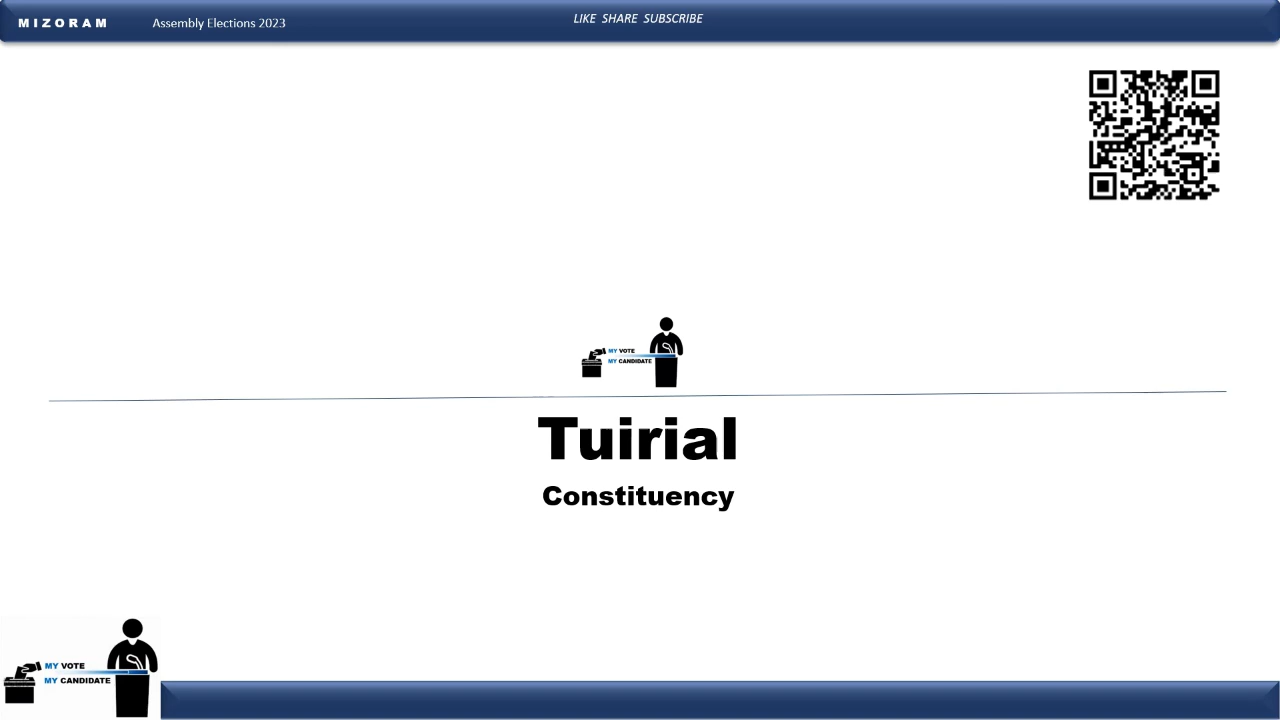 MIZORAM
Assembly Elections 2023
LIKE SHARE SUBSCRIBE
MY VOTE
MY CANDIDATE
Tuirial
Constituency
MY VOTE
MY CANDIDATE